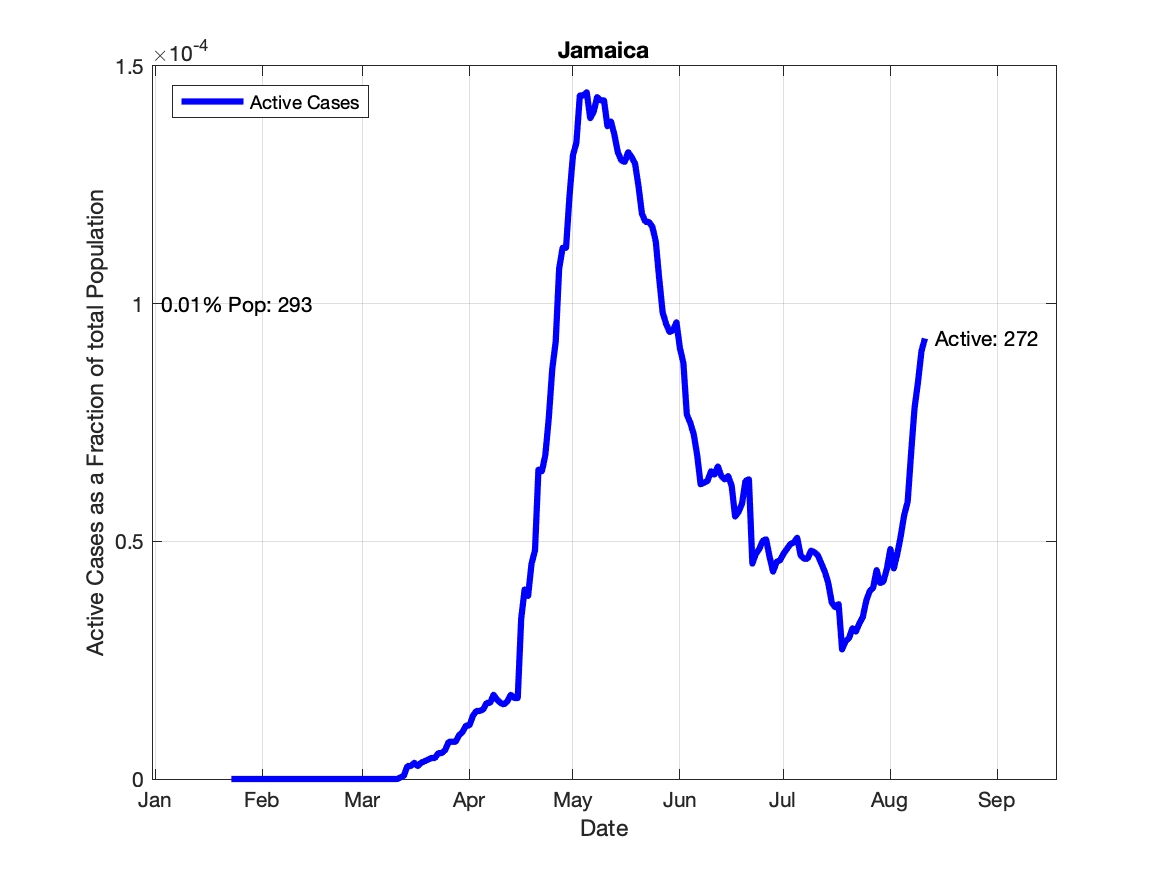 Jamaica
×10-4
1.5
1
0.5
0
Active Cases
0.01% Pop: 293
Active: 272
Active Cases as a Fraction of total Population
Jan Feb Mar Apr May Jun Jul Aug Sep
Date